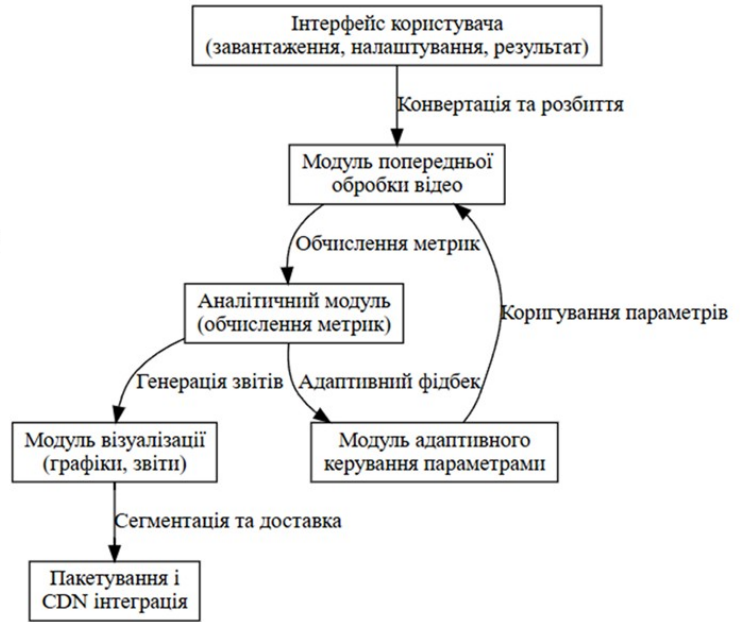 Інтерфейс користувача
(завантаження, налаштування, результат)
Конвертація та розбиття
Модуль попередньої
обробки відео
Обчислення метрик
Аналітичний модуль
(обчислення метрик)
Коригування параметрів
Генерація звітів
Адаптивний фідбек
Модуль візуалізації
(графіки, звіти)
Модуль адаптивного
керування параметрами
Сегментація та доставка
Пакетування і
CDN інтеграція